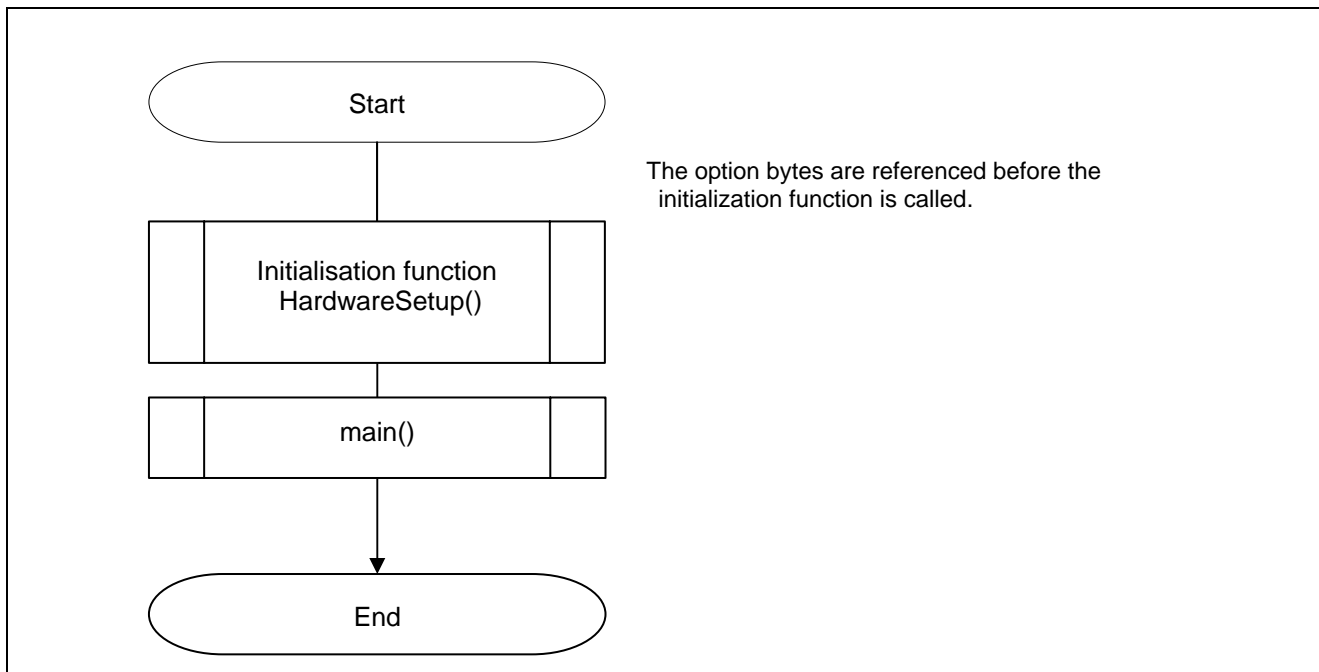 Start
The option bytes are referenced before the
initialization function is called.
Initialisation function
HardwareSetup()
main()
End